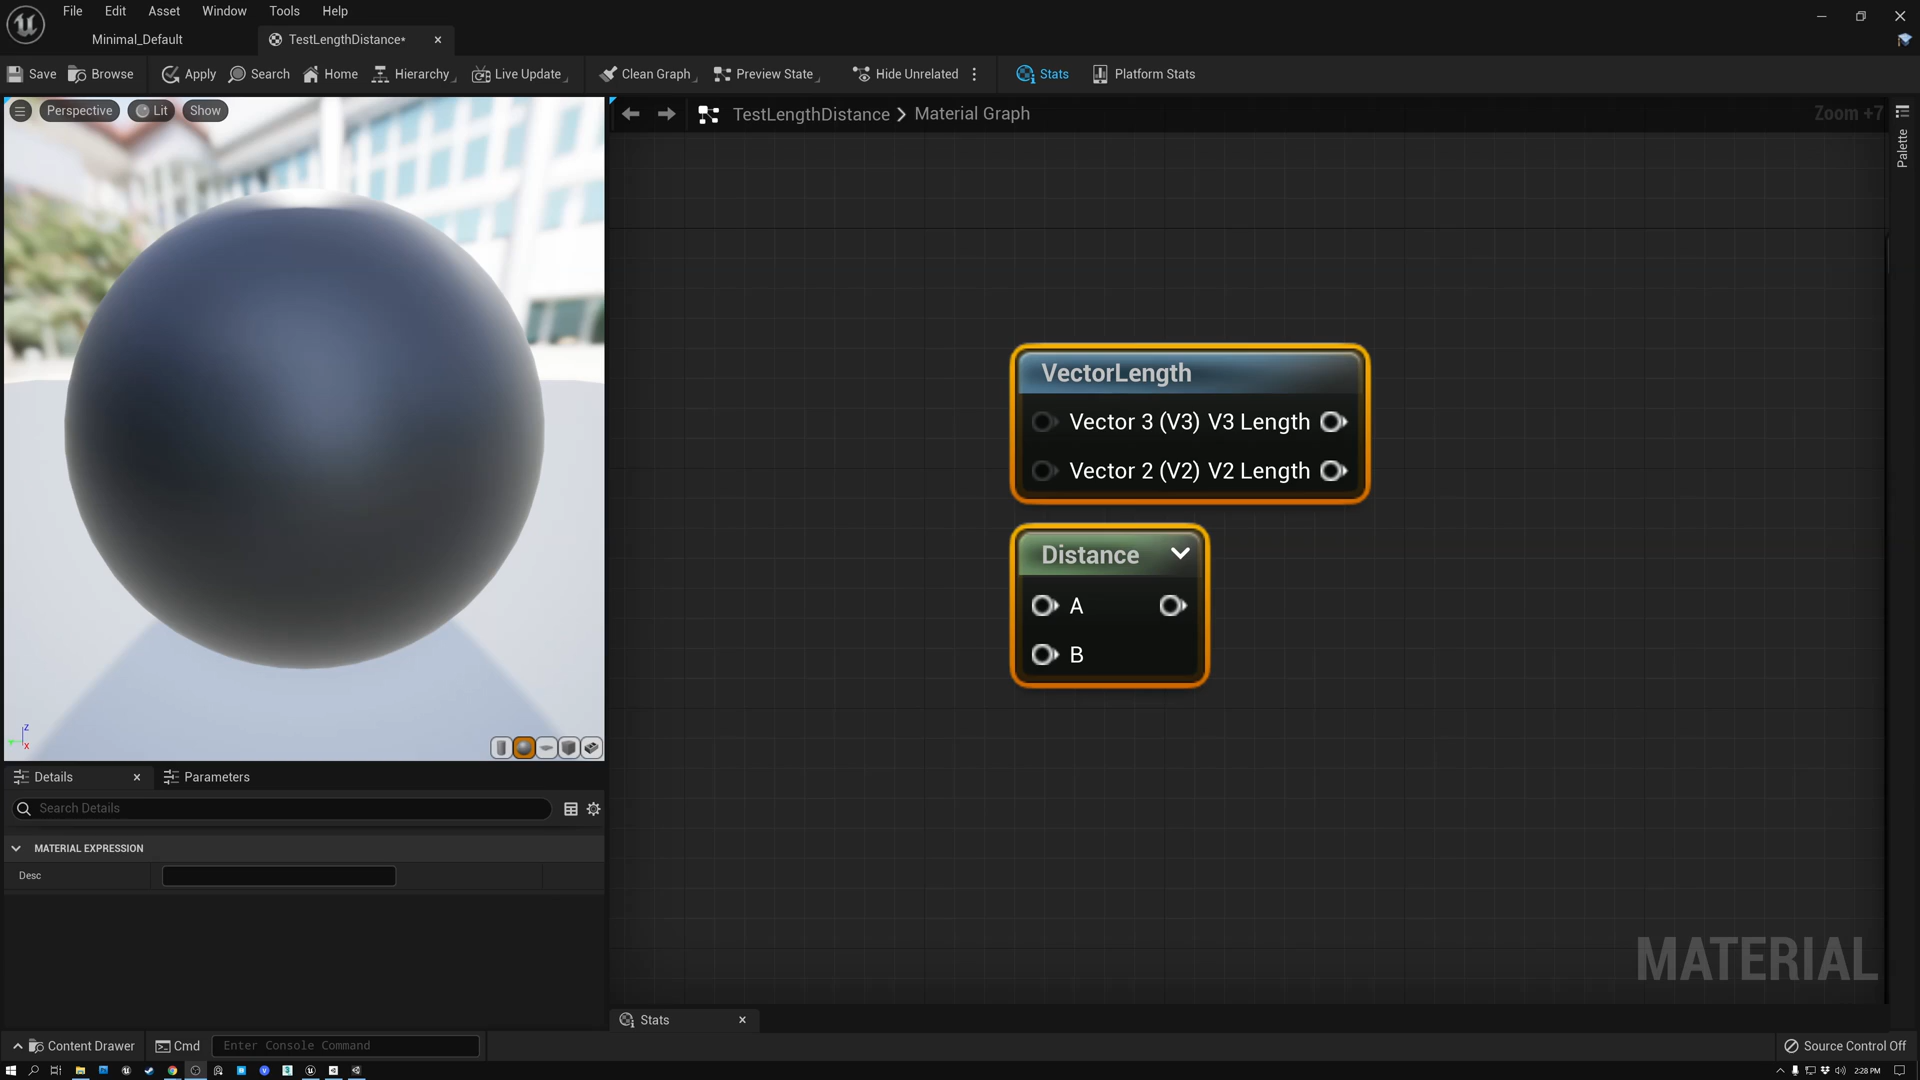 File Edit Asset Window Tools Help
Minimal_Default TestLengthDistance*
Save Browse Apply Search Home Hierarchy Live Update Clean Graph Preview State Hide Unrelated Stats Platform Stats
Perspective Lit Show
TestLengthDistance Material Graph Zoom +7
Palette
VectorLength
Vector 3 (V3) V3 Length
Vector 2 (V2) V2 Length
Distance
A
B
Z
Y
X
Details Parameters
Search Details
MATERIAL EXPRESSION
Desc
MATERIAL
Stats
Content Drawer Cmd Enter Console Command Source Control Off
2:28 PM